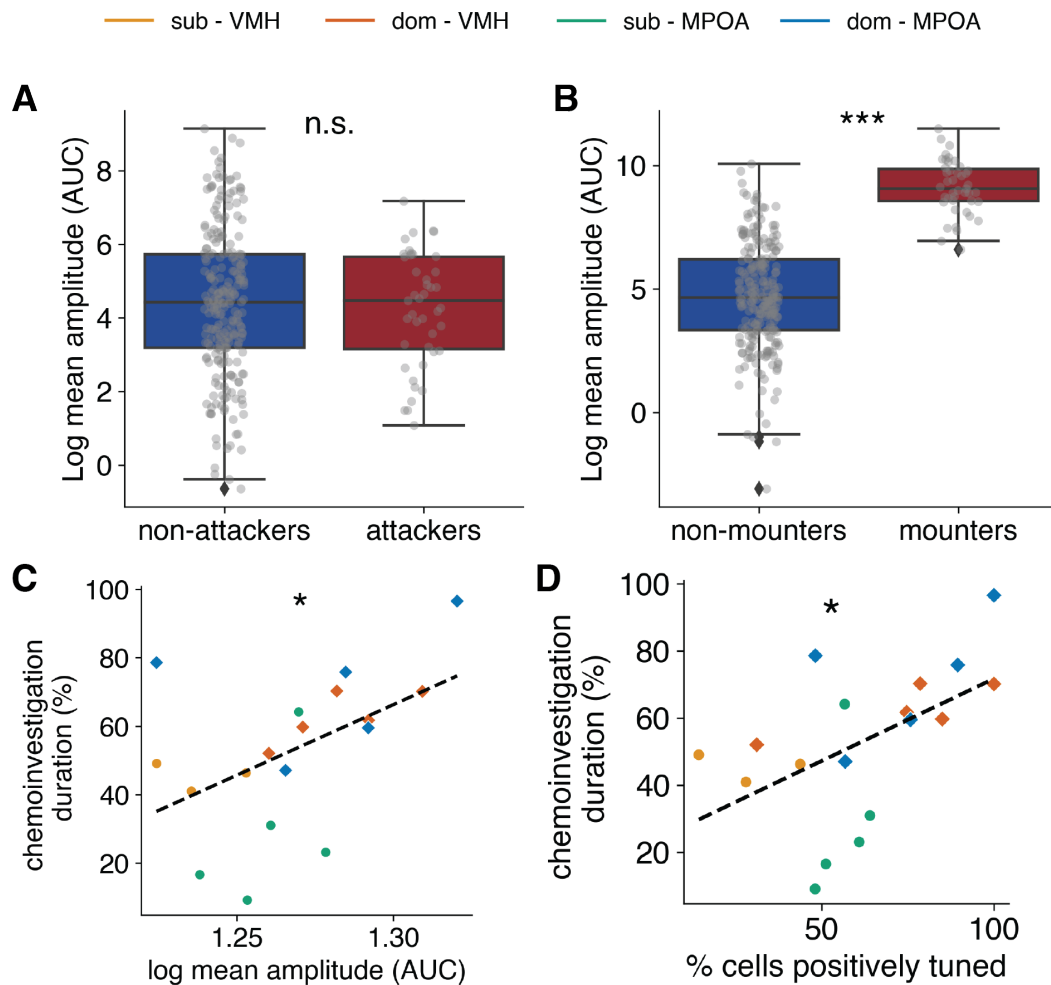 sub - VMH dom - VMH sub - MPOA dom - MPOA
A
n.s.
Log mean amplitude (AUC)
8
6
4
2
0
non-attackers attackers
B
***
Log mean amplitude (AUC)
10
5
0
non-mounters mounters
C
*
chemoinvestigation
duration (%)
100
80
60
40
20
1.25 1.30
log mean amplitude (AUC)
D
*
chemoinvestigation
duration (%)
100
80
60
40
20
50 100
% cells positively tuned